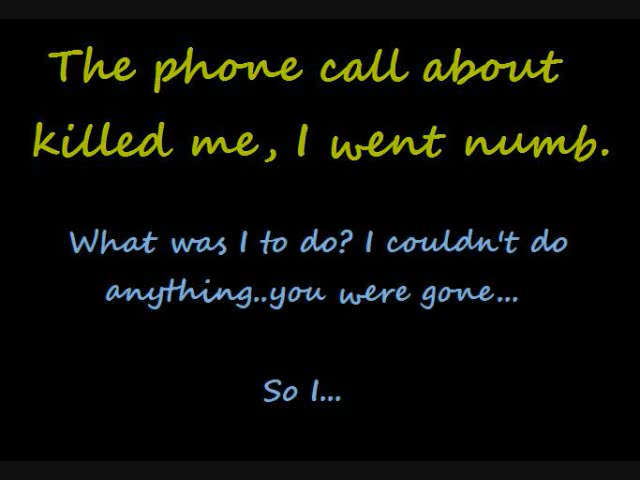 The phone call about
killed me, I went numb.
What was I to do? I couldn't do
anything..you were gone...
So I...